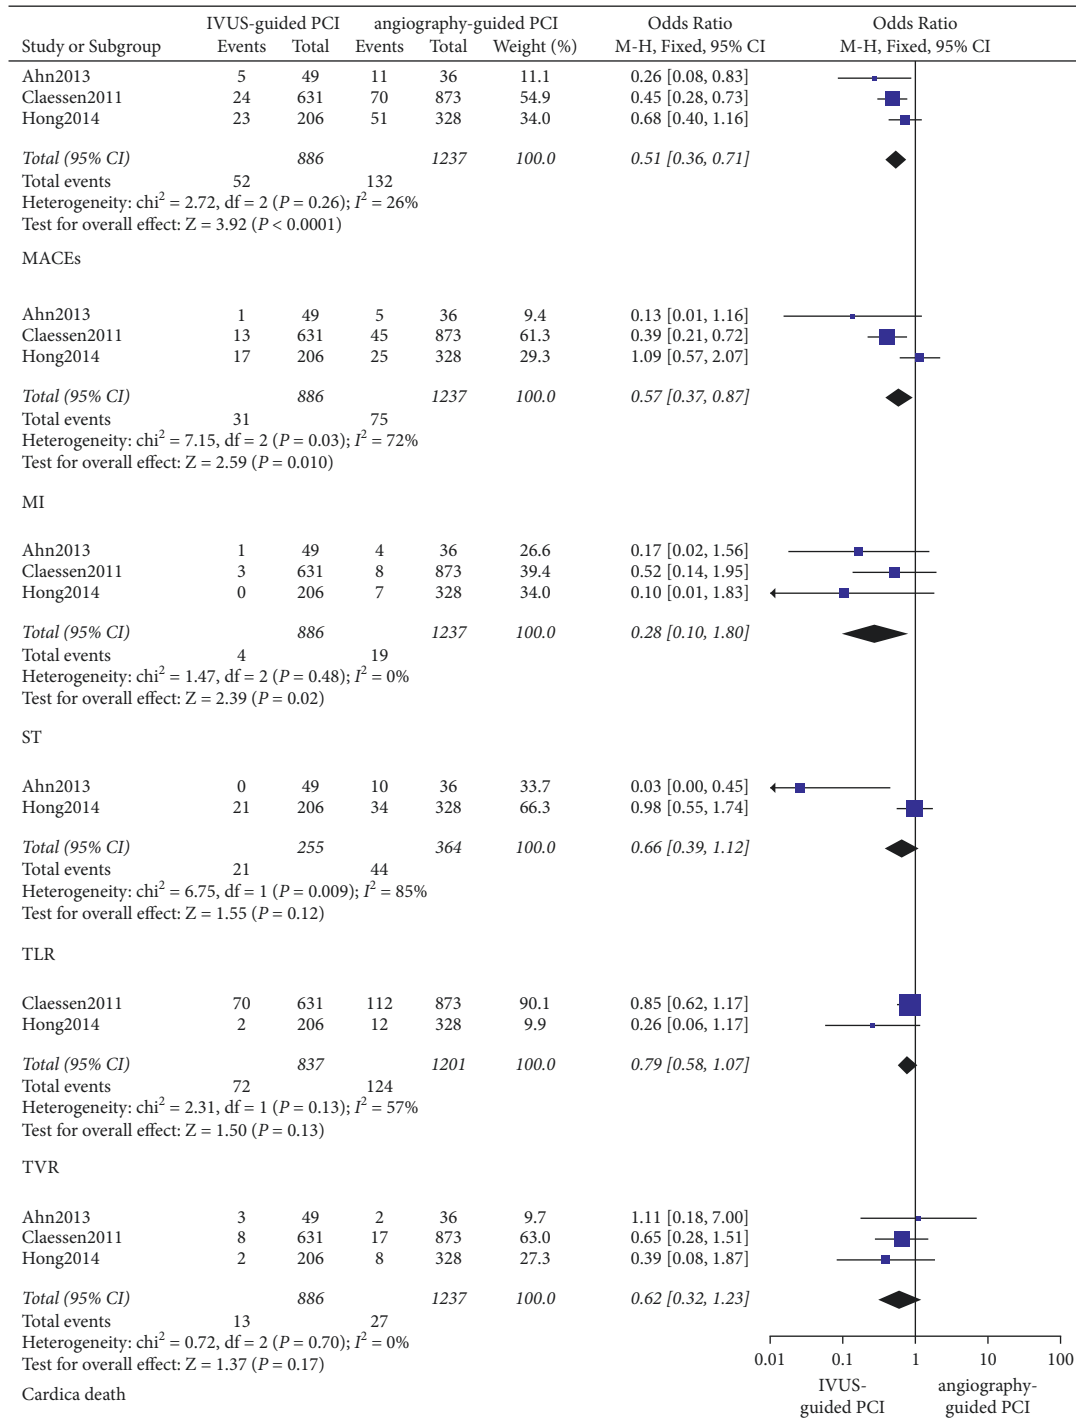 IVUS-guided PCI angiography-guided PCI Odds Ratio Odds Ratio
Study or Subgroup Events Total Events Total Weight (%) M-H, Fixed, 95% CI M-H, Fixed, 95% CI
Ahn2013 5 49 11 36 11.1 0.26 [0.08, 0.83]
Claessen2011 24 631 70 873 54.9 0.45 [0.28, 0.73]
Hong2014 23 206 51 328 34.0 0.68 [0.40, 1.16]
Total (95% CI) 886 1237 100.0 0.51 [0.36, 0.71]
Total events 52 132
Heterogeneity: chi² = 2.72, df = 2 (P = 0.26); I² = 26%
Test for overall effect: Z = 3.92 (P < 0.0001)
MACEs
Ahn2013 1 49 5 36 9.4 0.13 [0.01, 1.16]
Claessen2011 13 631 45 873 61.3 0.39 [0.21, 0.72]
Hong2014 17 206 25 328 29.3 1.09 [0.57, 2.07]
Total (95% CI) 886 1237 100.0 0.57 [0.37, 0.87]
Total events 31 75
Heterogeneity: chi² = 7.15, df = 2 (P = 0.03); I² = 72%
Test for overall effect: Z = 2.59 (P = 0.010)
MI
Ahn2013 1 49 4 36 26.6 0.17 [0.02, 1.56]
Claessen2011 3 631 8 873 39.4 0.52 [0.14, 1.95]
Hong2014 0 206 7 328 34.0 0.10 [0.01, 1.83]
Total (95% CI) 886 1237 100.0 0.28 [0.10, 1.80]
Total events 4 19
Heterogeneity: chi² = 1.47, df = 2 (P = 0.48); I² = 0%
Test for overall effect: Z = 2.39 (P = 0.02)
ST
Ahn2013 0 49 10 36 33.7 0.03 [0.00, 0.45]
Hong2014 21 206 34 328 66.3 0.98 [0.55, 1.74]
Total (95% CI) 255 364 100.0 0.66 [0.39, 1.12]
Total events 21 44
Heterogeneity: chi² = 6.75, df = 1 (P = 0.009); I² = 85%
Test for overall effect: Z = 1.55 (P = 0.12)
TLR
Claessen2011 70 631 112 873 90.1 0.85 [0.62, 1.17]
Hong2014 2 206 12 328 9.9 0.26 [0.06, 1.17]
Total (95% CI) 837 1201 100.0 0.79 [0.58, 1.07]
Total events 72 124
Heterogeneity: chi² = 2.31, df = 1 (P = 0.13); I² = 57%
Test for overall effect: Z = 1.50 (P = 0.13)
TVR
Ahn2013 3 49 2 36 9.7 1.11 [0.18, 7.00]
Claessen2011 8 631 17 873 63.0 0.65 [0.28, 1.51]
Hong2014 2 206 8 328 27.3 0.39 [0.08, 1.87]
Total (95% CI) 886 1237 100.0 0.62 [0.32, 1.23]
Total events 13 27
Heterogeneity: chi² = 0.72, df = 2 (P = 0.70); I² = 0%
Test for overall effect: Z = 1.37 (P = 0.17)
Cardica death
0.01 0.1 1 10 100
IVUS- angiography-
guided PCI guided PCI